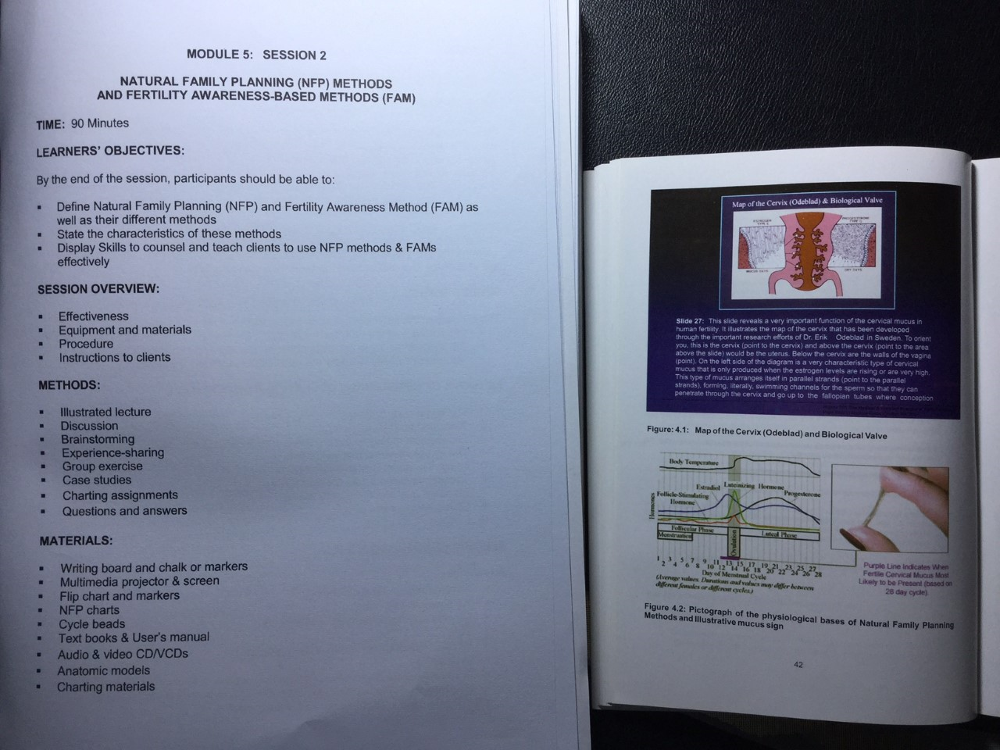 MODULE 5: SESSION 2
NATURAL FAMILY PLANNING (NFP) METHODS
AND FERTILITY AWARENESS-BASED METHODS (FAM)
TIME: 90 Minutes
LEARNERS' OBJECTIVES:
By the end of the session, participants should be able to:
▪ Define Natural Family Planning (NFP) and Fertility Awareness Method (FAM) as
well as their different methods
▪ State the characteristics of these methods
▪ Display Skills to counsel and teach clients to use NFP methods & FAMs
effectively
SESSION OVERVIEW:
▪ Effectiveness
▪ Equipment and materials
▪ Procedure
▪ Instructions to clients
METHODS:
▪ Illustrated lecture
▪ Discussion
▪ Brainstorming
▪ Experience-sharing
▪ Group exercise
▪ Case studies
▪ Charting assignments
▪ Questions and answers
MATERIALS:
▪ Writing board and chalk or markers
▪ Multimedia projector & screen
▪ Flip chart and markers
▪ NFP charts
▪ Cycle beads
▪ Text books & User's manual
▪ Audio & video CD/VCDs
▪ Anatomic models
▪ Charting materials
Map of the Cervix (Odeblad) & Biological Valve
ESTROGEN
TYPE E
PROGESTERONE
TYPE G
MUCUS DAYS
DRY DAYS
Slide 27: This slide reveals a very important function of the cervical mucus in
human fertility. It illustrates the map of the cervix that has been developed
through the important research efforts of Dr. Erik Odeblad in Sweden. To orient
you, this is the cervix (point to the cervix) and above the cervix (point to the area
above the slide) would be the uterus. Below the cervix are the walls of the vagina
(point). On the left side of the diagram is a very characteristic type of cervical
mucus that is only produced when the estrogen levels are rising or are very high.
This type of mucus arranges itself in parallel strands (point to the parallel
strands), forming, literally, swimming channels for the sperm so that they can
penetrate through the cervix and go up to the fallopian tubes where conception
Figure: 4.1: Map of the Cervix (Odeblad) and Biological Valve
Body Temperature
Hormones
Estradiol
Luteinizing Hormone
Follicle-Stimulating
Hormone
Progesterone
Follicular Phase
Menstruation
Ovulation
Luteal Phase
1 3 5 7 9 11 13 15 17 19 21 23 25 27
2 4 6 8 10 12 14 16 18 20 22 24 26 28
Day of Menstrual Cycle
(Average values. Durations and values may differ between
different females or different cycles.)
Purple Line Indicates When
Fertile Cervical Mucus Most
Likely to be Present (based on
28 day cycle)
Figure 4.2: Pictograph of the physiological bases of Natural Family Planning
Methods and Illustrative mucus sign
42